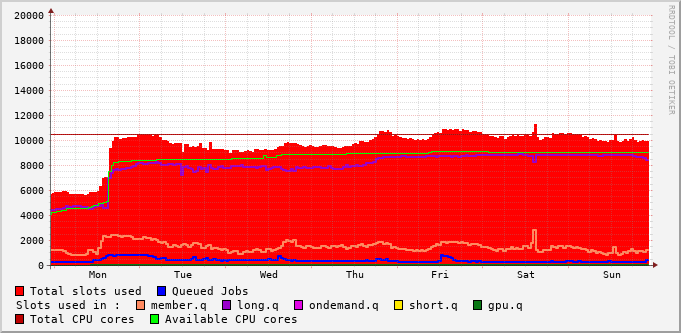 20000
18000
16000
14000
12000
10000
8000
6000
4000
2000
0
Mon Tue Wed Thu Fri Sat Sun
RRDTOOL / TOBI OETIKER
Total slots used Queued Jobs
Slots used in : member.q long.q ondemand.q short.q gpu.q
Total CPU cores Available CPU cores